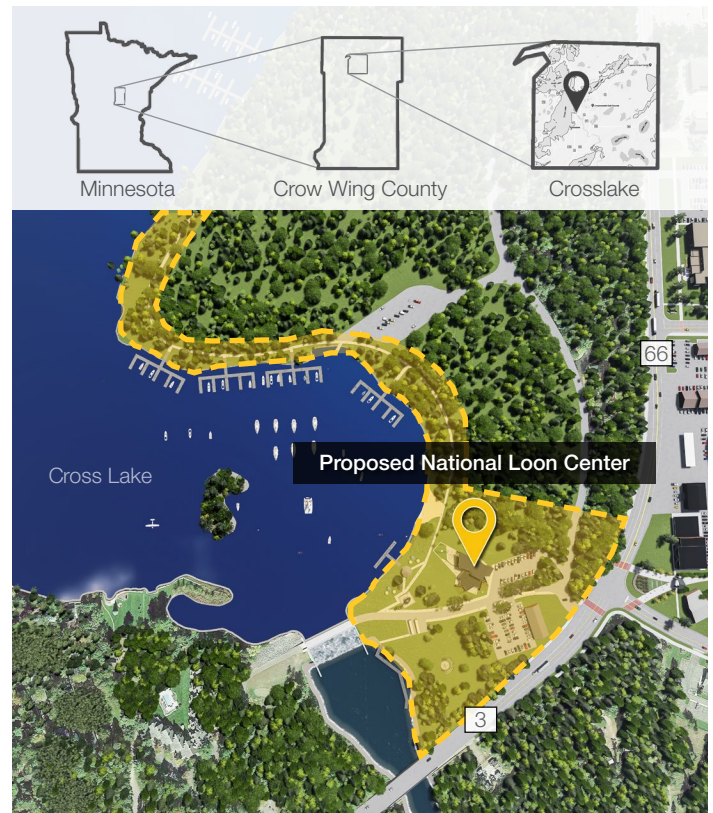 Minnesota
Crow Wing County
Crosslake
66
Proposed National Loon Center
Cross Lake
3